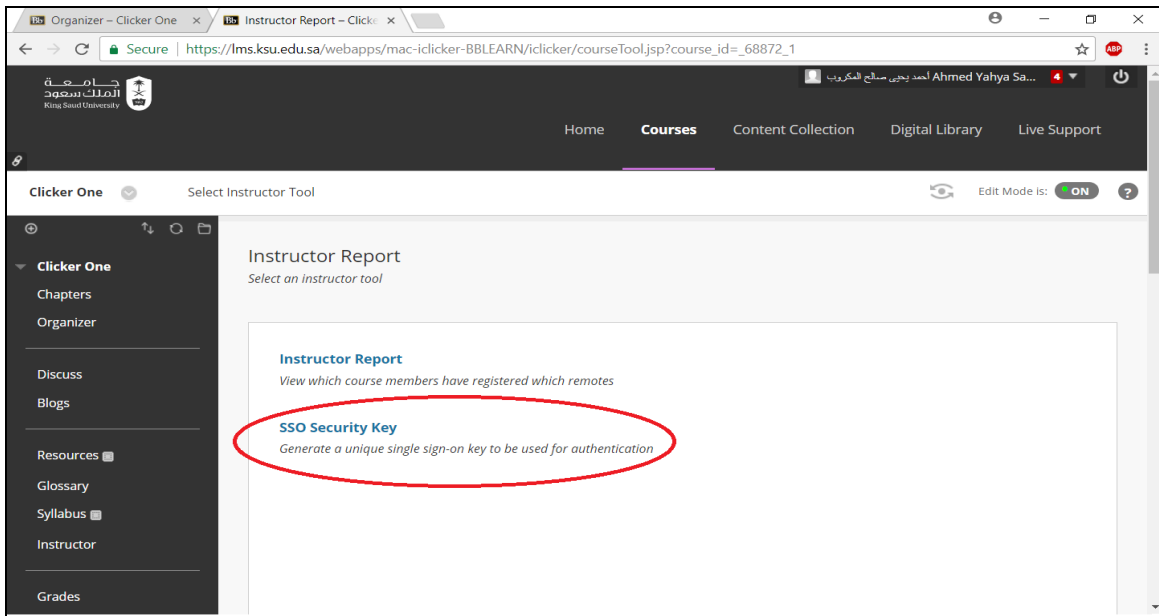 Organizer – Clicker One
Instructor Report – Clicke
Secure | https://lms.ksu.edu.sa/webapps/mac-iclicker-BBLEARN/iclicker/courseTool.jsp?course_id=_68872_1
ABP
جـــامـــعـــة
الملك سعود
King Saud University
أحمد يحيى صالح المكروب Ahmed Yahya Sa... 4
Home Courses Content Collection Digital Library Live Support
Clicker One Select Instructor Tool Edit Mode is: ON ?
Clicker One
Chapters
Organizer
Discuss
Blogs
Resources
Glossary
Syllabus
Instructor
Grades
Instructor Report
Select an instructor tool
Instructor Report
View which course members have registered which remotes
SSO Security Key
Generate a unique single sign-on key to be used for authentication